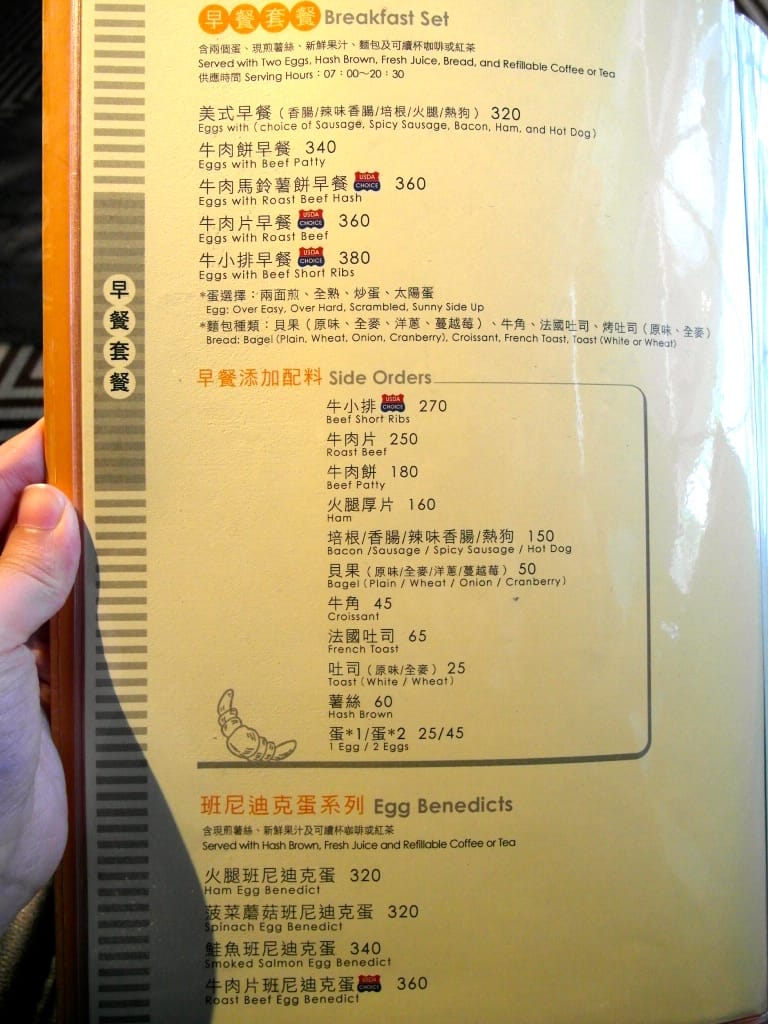 早餐套餐 Breakfast Set
含兩個蛋、現煎薯絲、新鮮果汁、麵包及可續杯咖啡或紅茶
Served with Two Eggs, Hash Brown, Fresh Juice, Bread, and Refillable Coffee or Tea
供應時間 Serving Hours：07：00～20：30
美式早餐（香腸/辣味香腸/培根/火腿/熱狗） 320
Eggs with (choice of Sausage, Spicy Sausage, Bacon, Ham, and Hot Dog)
牛肉餅早餐 340
Eggs with Beef Patty
牛肉馬鈴薯餅早餐 USDA CHOICE 360
Eggs with Roast Beef Hash
牛肉片早餐 USDA CHOICE 360
Eggs with Roast Beef
牛小排早餐 USDA CHOICE 380
Eggs with Beef Short Ribs
*蛋選擇：兩面煎、全熟、炒蛋、太陽蛋
Egg: Over Easy, Over Hard, Scrambled, Sunny Side Up
*麵包種類：貝果（原味、全麥、洋蔥、蔓越莓）、牛角、法國吐司、烤吐司（原味、全麥）
Bread: Bagel (Plain, Wheat, Onion, Cranberry), Croissant, French Toast, Toast (White or Wheat)
早餐套餐
早餐添加配料 Side Orders
牛小排 USDA CHOICE 270
Beef Short Ribs
牛肉片 250
Roast Beef
牛肉餅 180
Beef Patty
火腿厚片 160
Ham
培根/香腸/辣味香腸/熱狗 150
Bacon /Sausage / Spicy Sausage / Hot Dog
貝果（原味/全麥/洋蔥/蔓越莓） 50
Bagel (Plain / Wheat / Onion / Cranberry)
牛角 45
Croissant
法國吐司 65
French Toast
吐司（原味/全麥） 25
Toast (White / Wheat)
薯絲 60
Hash Brown
蛋*1/蛋*2 25/45
1 Egg / 2 Eggs
班尼迪克蛋系列 Egg Benedicts
含現煎薯絲、新鮮果汁及可續杯咖啡或紅茶
Served with Hash Brown, Fresh Juice and Refillable Coffee or Tea
火腿班尼迪克蛋 320
Ham Egg Benedict
菠菜蘑菇班尼迪克蛋 320
Spinach Egg Benedict
鮭魚班尼迪克蛋 340
Smoked Salmon Egg Benedict
牛肉片班尼迪克蛋 USDA CHOICE 360
Roast Beef Egg Benedict